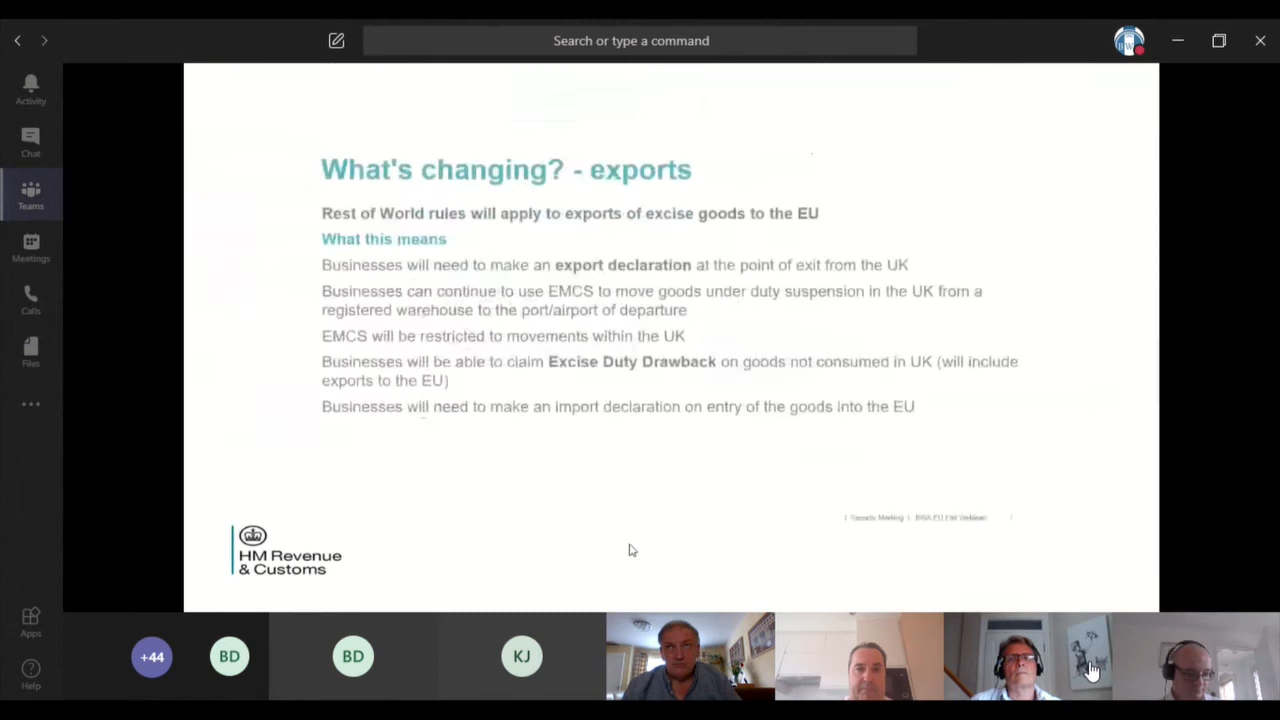 Search or type a command
Activity
Chat
Teams
Meetings
Calls
Files
Apps
Help
What's changing? - exports
Rest of World rules will apply to exports of excise goods to the EU
What this means
Businesses will need to make an export declaration at the point of exit from the UK
Businesses can continue to use EMCS to move goods under duty suspension in the UK from a
registered warehouse to the port/airport of departure
EMCS will be restricted to movements within the UK
Businesses will be able to claim Excise Duty Drawback on goods not consumed in UK (will include
exports to the EU)
Businesses will need to make an import declaration on entry of the goods into the EU
HM Revenue
& Customs
+44
BD
BD
KJ